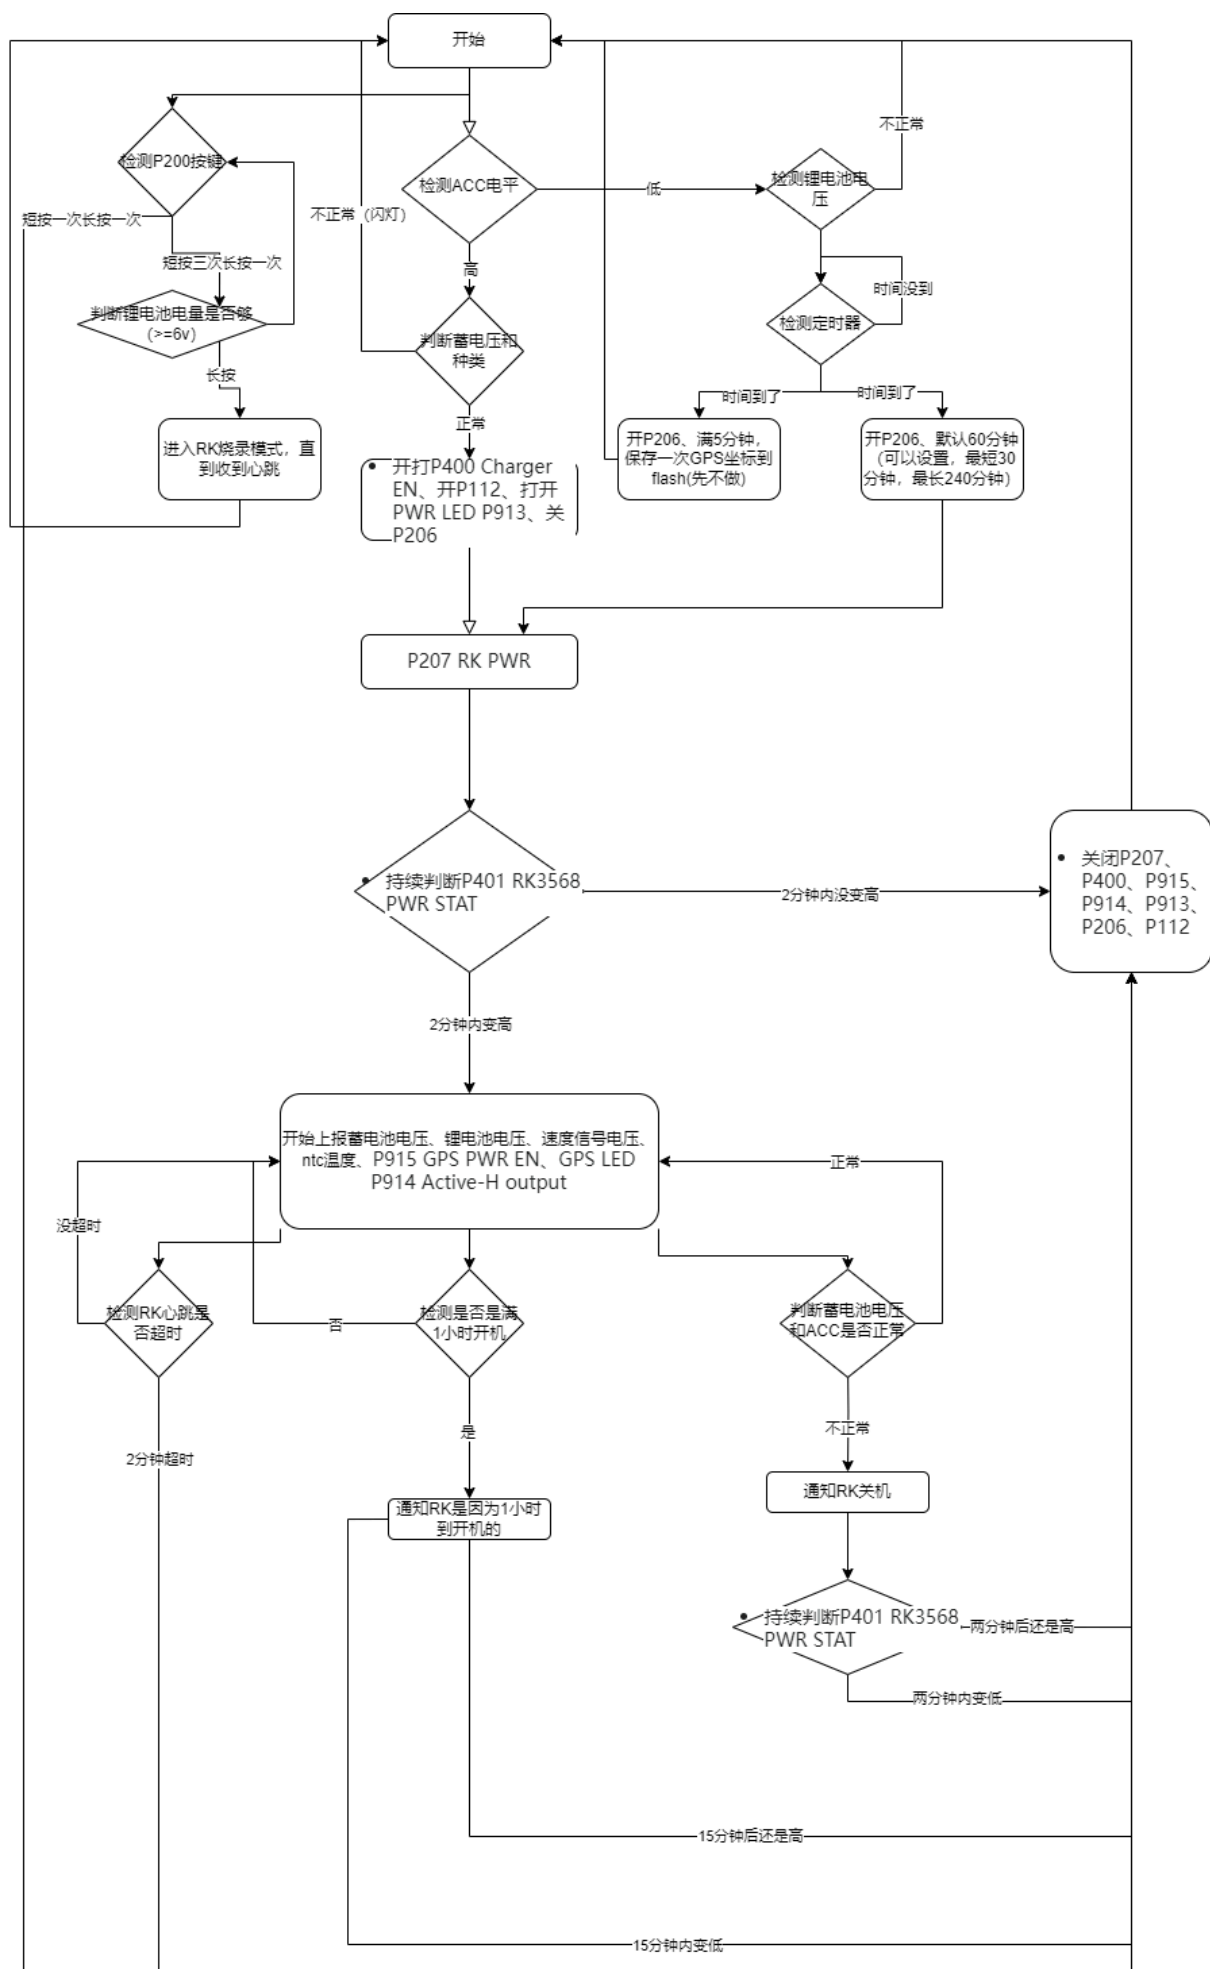 开始
检测P200按键
检测ACC电平
低
检测锂电池电
压
不正常
短按一次长按一次
不正常（闪灯）
短按三次长按一次
高
时间没到
判断锂电池电量是否够
（>=6v）
判断蓄电压和
种类
检测定时器
长按
正常
时间到了
时间到了
进入RK烧录模式，直
到收到心跳
开打P400 Charger
EN、开P112、打开
PWR LED P913、关
P206
开P206、满5分钟，
保存一次GPS坐标到
flash(先不做)
开P206、默认60分钟
（可以设置，最短30
分钟，最长240分钟）
P207 RK PWR
持续判断P401 RK3568
PWR STAT
2分钟内没变高
关闭P207、
P400、P915、
P914、P913、
P206、P112
2分钟内变高
开始上报蓄电池电压、锂电池电压、速度信号电压、
ntc温度、P915 GPS PWR EN、GPS LED
P914 Active-H output
正常
没超时
检测RK心跳是
否超时
否
检测是否是满
1小时开机
判断蓄电池电压
和ACC是否正常
是
不正常
2分钟超时
通知RK是因为1小时
到开机的
通知RK关机
持续判断P401 RK3568
PWR STAT
两分钟后还是高
两分钟内变低
15分钟后还是高
15分钟内变低